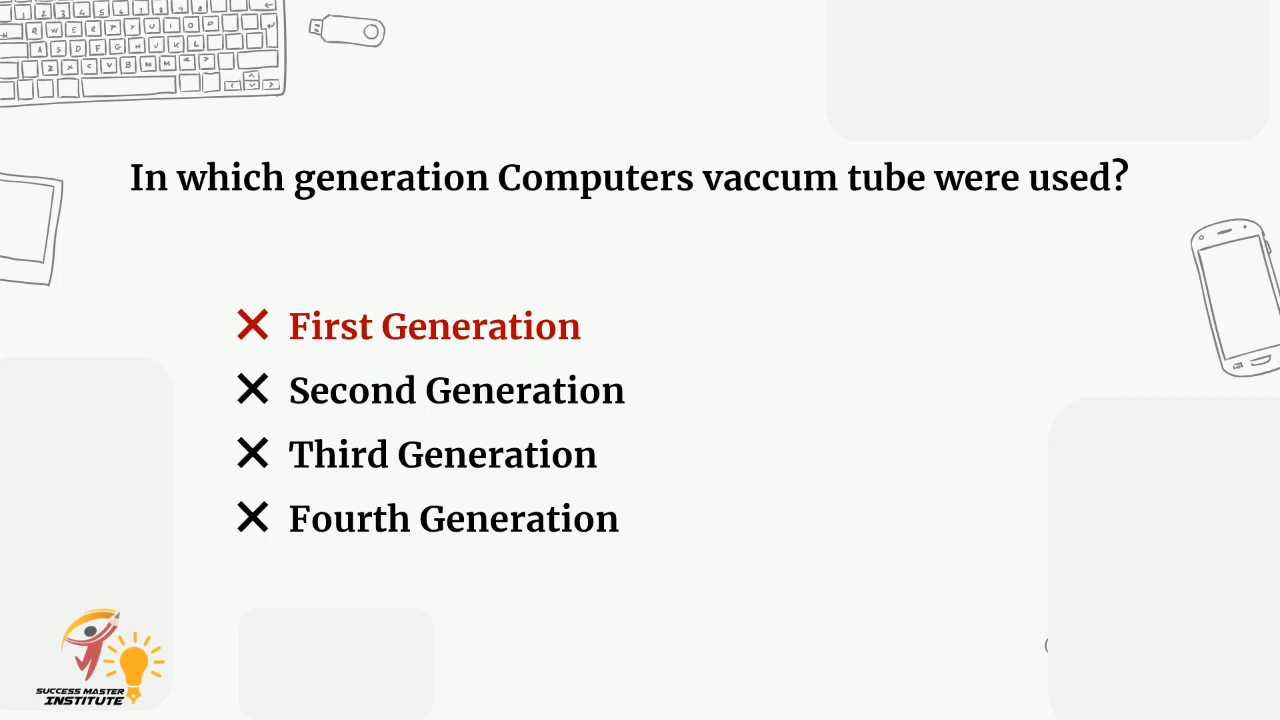 In which generation Computers vaccum tube were used?
First Generation
Second Generation
Third Generation
Fourth Generation
SUCCESS MASTER
INSTITUTE